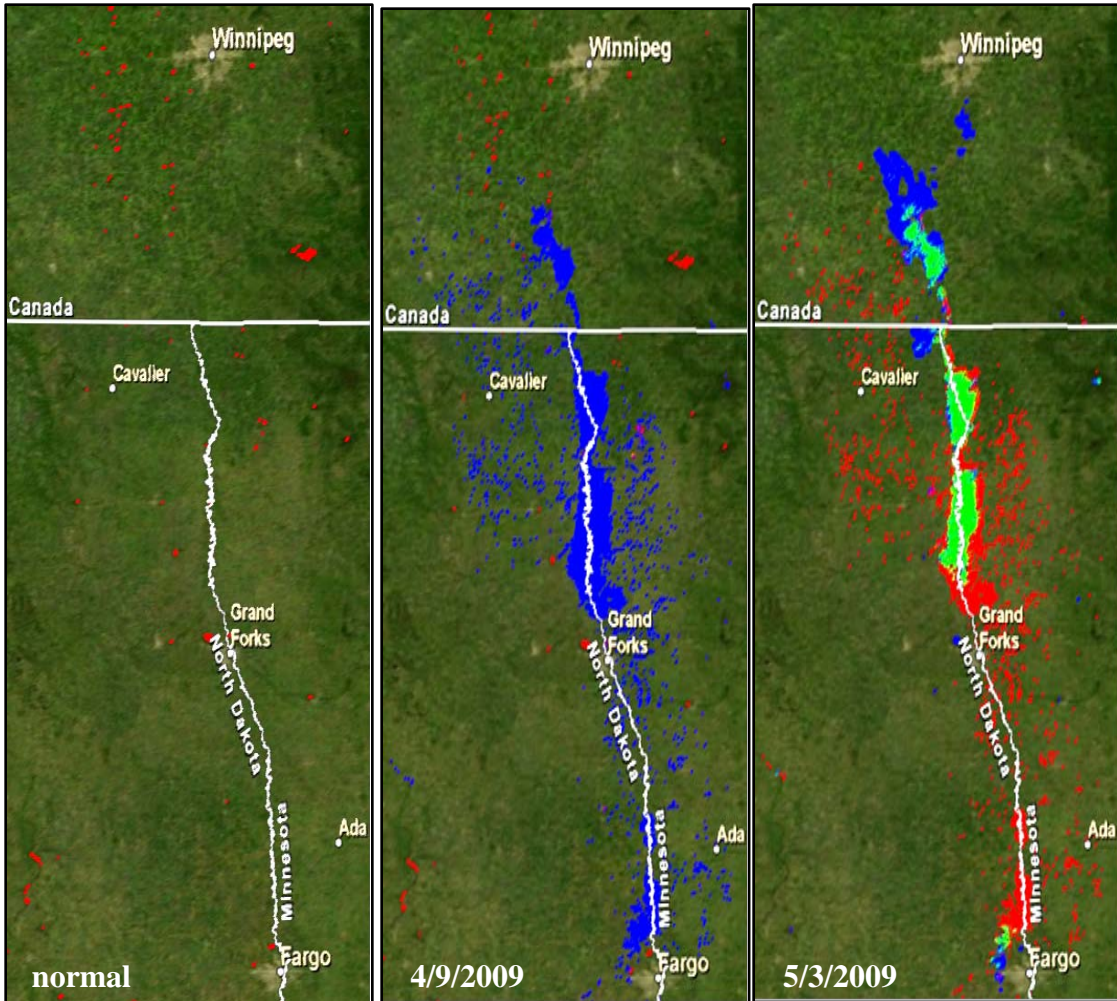 Winnipeg
Canada
Cavalier
Grand
Forks
North Dakota
Minnesota
Ada
Fargo
normal
Winnipeg
Canada
Cavalier
Grand
Forks
North Dakota
Minnesota
Ada
Fargo
4/9/2009
Winnipeg
Canada
Cavalier
Grand
Forks
North Dakota
Minnesota
Ada
Fargo
5/3/2009